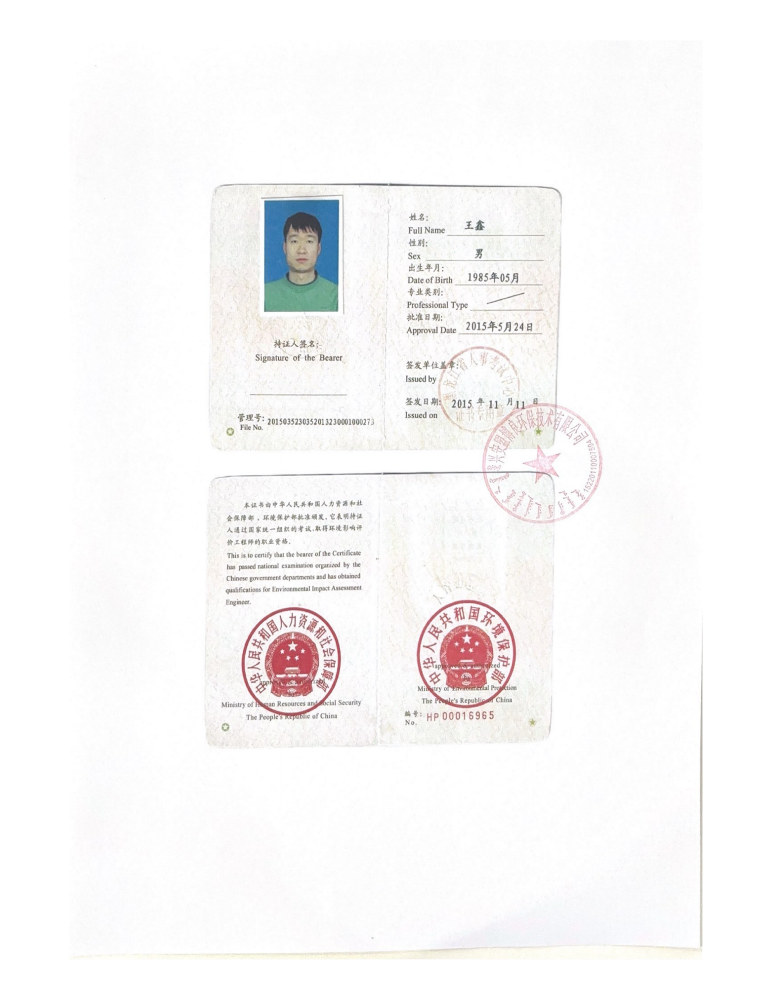 姓名:
Full Name 王鑫
性别:
Sex 男
出生年月:
Date of Birth 1985年05月
专业类别:
Professional Type
批准日期:
Approval Date 2015年5月24日
持证人签名:
Signature of the Bearer
签发单位盖章:
Issued by
黑龙江省人事考试中心
证书专用章
签发日期: 2015 年 11 月 11 日
Issued on
管理号: 2015035230352013230001000273
File No.
兴安盟 良环保技术有限公司
15220110007594
本证书由中华人民共和国人力资源和社
会保障部、环境保护部批准颁发。它表明持证
人通过国家统一组织的考试,取得环境影响评
价工程师的职业资格。
This is to certify that the bearer of the Certificate
has passed national examination organized by the
Chinese government departments and has obtained
qualifications for Environmental Impact Assessment
Engineer.
中华人民共和国人力资源和社会保障部
approved & authorized
Ministry of Human Resources and Social Security
The People's Republic of China
中华人民共和国环境保护部
approved & authorized
Ministry of Environmental Protection
The People's Republic of China
编号: HP 00016965
No.